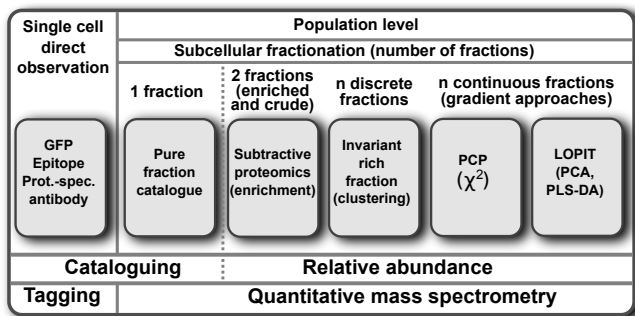 Single cell
direct
observation
Population level
Subcellular fractionation (number of fractions)
1 fraction
2 fractions
(enriched
and crude)
n discrete
fractions
n continuous fractions
(gradient approaches)
GFP
Epitope
Prot.-spec.
antibody
Pure
fraction
catalogue
Subtractive
proteomics
(enrichment)
Invariant
rich
fraction
(clustering)
PCP
(χ²)
LOPIT
(PCA,
PLS-DA)
Cataloguing
Relative abundance
Tagging
Quantitative mass spectrometry